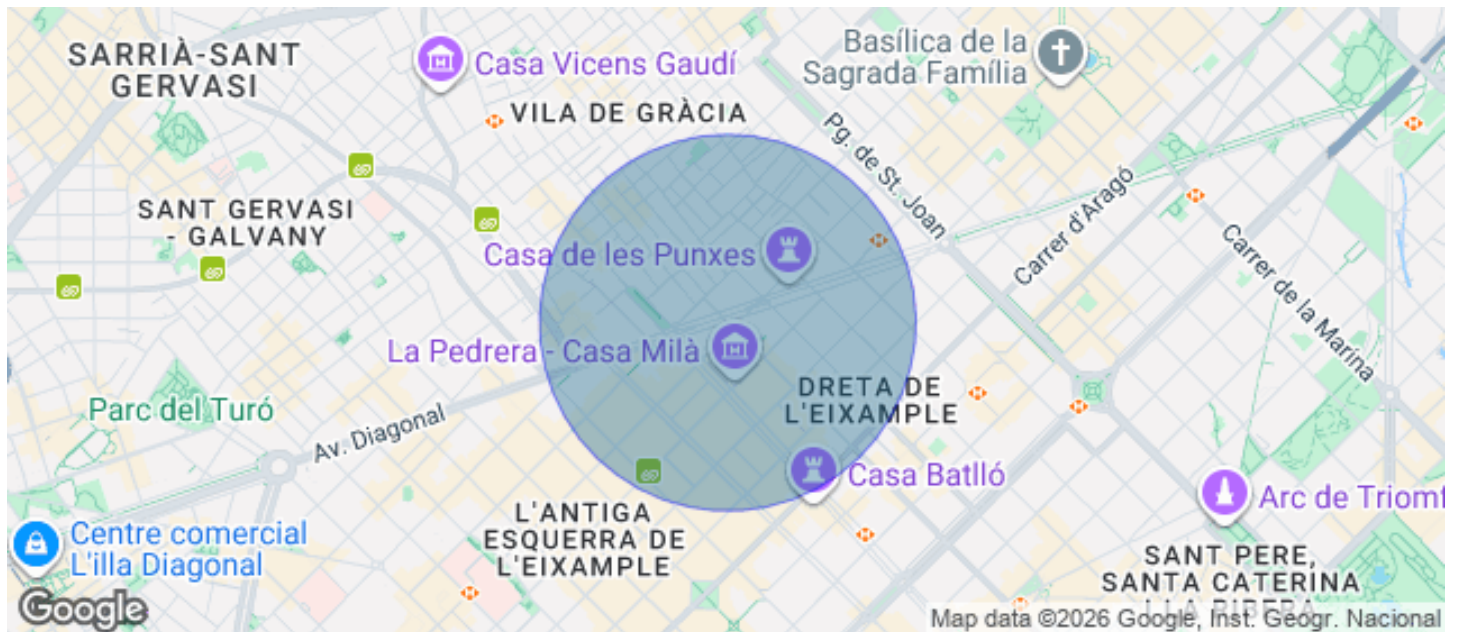 SARRIÀ-SANT
GERVASI
Casa Vicens Gaudí
Basílica de la
Sagrada Família
VILA DE GRÀCIA
Pg. de St. Joan
Carrer d'Aragó
SANT GERVASI
- GALVANY
Casa de les Punxes
Carrer de la Marina
La Pedrera - Casa Milà
DRETA DE
L'EIXAMPLE
Parc del Turó
Av. Diagonal
Casa Batlló
Arc de Triomf
L'ANTIGA
ESQUERRA DE
L'EIXAMPLE
Centre comercial
L'illa Diagonal
SANT PERE,
SANTA CATERINA
I LA RIBERA
Google
Map data ©2026 Google, Inst. Geogr. Nacional